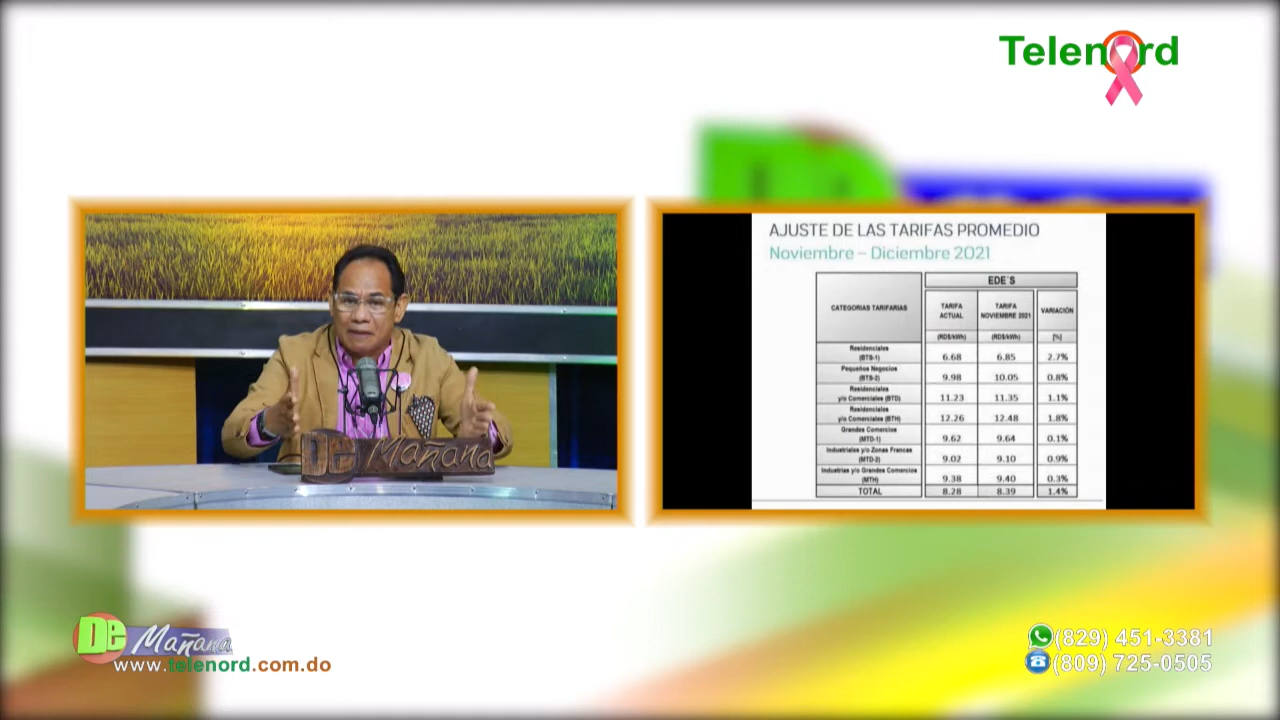 Telenord
AJUSTE DE LAS TARIFAS PROMEDIO
Noviembre – Diciembre 2021
EDE´S
CATEGORIAS TARIFARIAS
TARIFA ACTUAL
TARIFA NOVIEMBRE 2021
VARIACIÓN
(RD$/kWh) (RD$/kWh) [%]
Residenciales
(BTS-1) 6.68 6.85 2.7%
Pequeños Negocios
(BTS-2) 9.98 10.05 0.8%
Residenciales
y/o Comerciales (BTD) 11.23 11.35 1.1%
Residenciales
y/o Comerciales (BTH) 12.26 12.48 1.8%
Grandes Comercios
(MTD-1) 9.62 9.64 0.1%
Industriales y/o Zonas Francas
(MTD-2) 9.02 9.10 0.9%
Industrias y/o Grandes Comercios
(MTH) 9.38 9.40 0.3%
TOTAL 8.28 8.39 1.4%
De Mañana
De Mañana
www.telenord.com.do
(829) 451-3381
(809) 725-0505